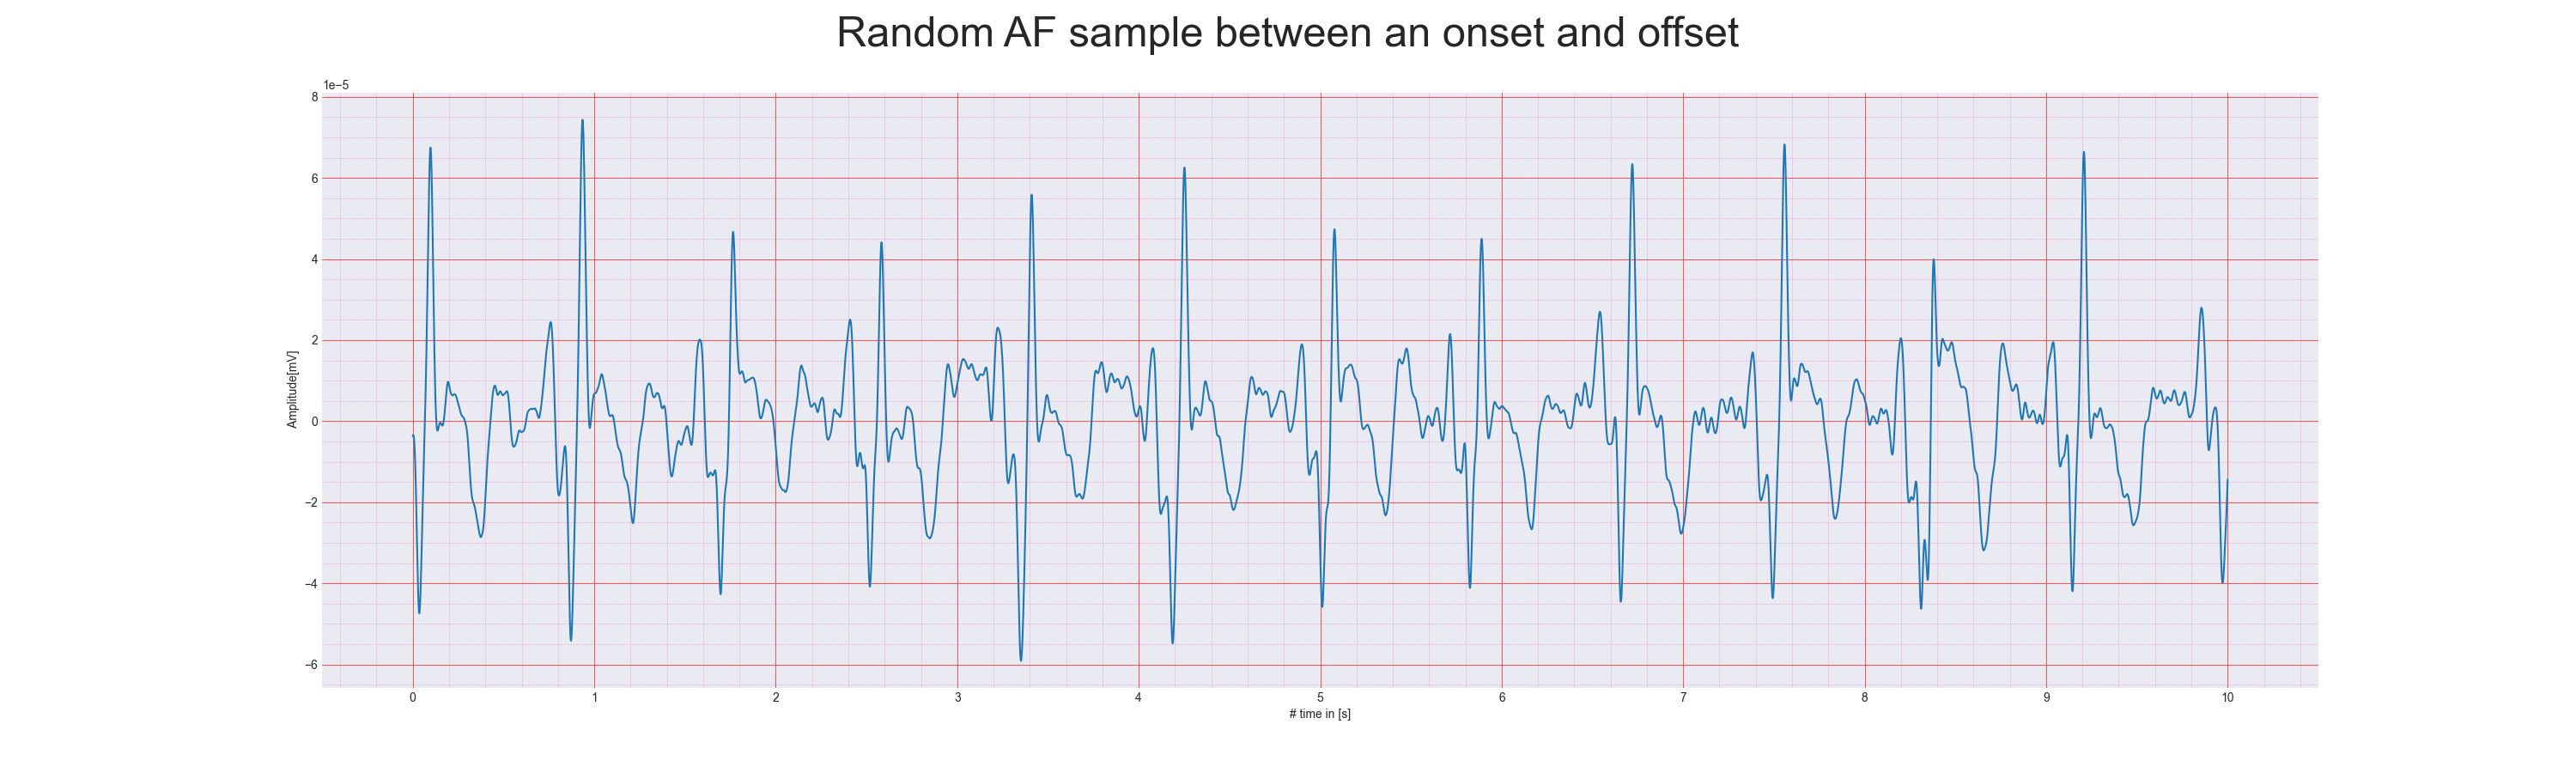 Random AF sample between an onset and offset
1e−5
8
6
4
2
0
−2
−4
−6
Amplitude[mV]
0 1 2 3 4 5 6 7 8 9 10
# time in [s]